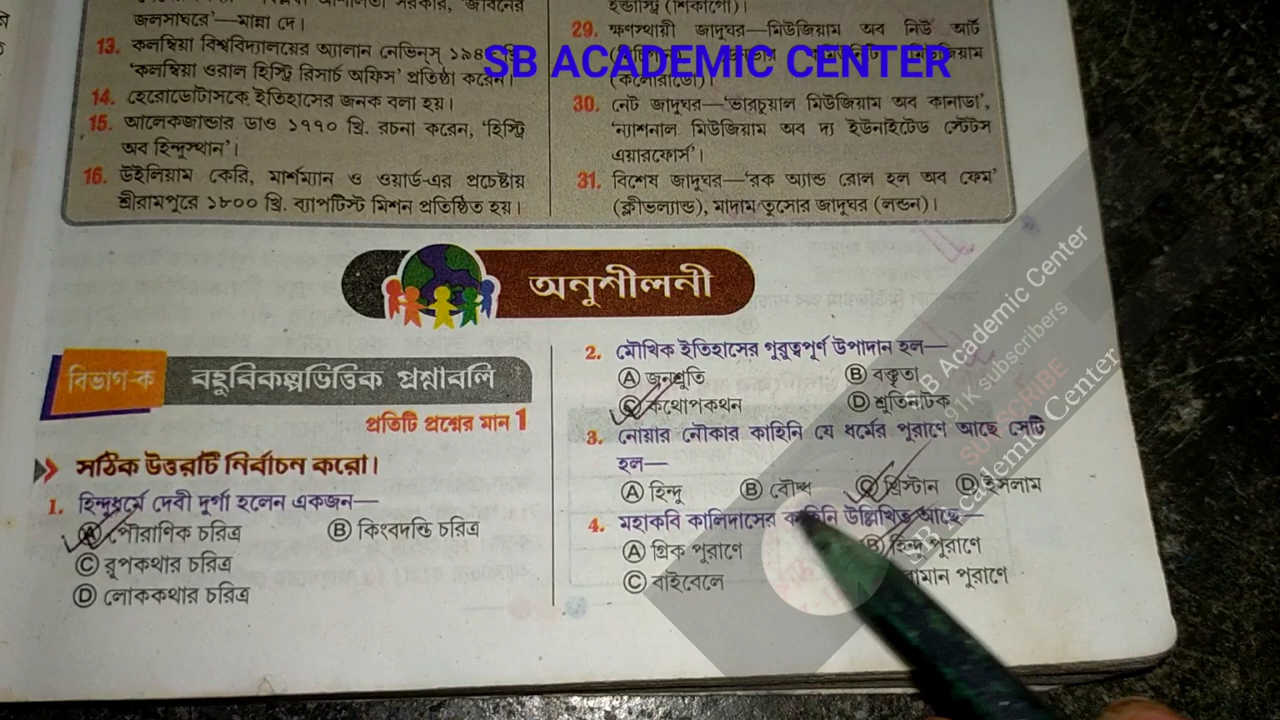 জলসাঘরে'—মান্না দে।
13. কলম্বিয়া বিশ্ববিদ্যালয়ের অ্যালান নেভিনস্
'কলম্বিয়া ওরাল হিস্ট্রি রিসার্চ অফিস' প্রতিষ্ঠা করেন।
14. হেরোডোটাসকে ইতিহাসের জনক বলা হয়।
15. আলেকজান্ডার ডাও ১৭৭০ খ্রি. রচনা করেন, 'হিস্ট্রি
অব হিন্দুস্থান'।
16. উইলিয়াম কেরি, মার্শম্যান ও ওয়ার্ড-এর প্রচেষ্টায়
শ্রীরামপুরে ১৮০০ খ্রি. ব্যাপটিস্ট মিশন প্রতিষ্ঠিত হয়।
(শিকাগো)।
29. ক্ষণস্থায়ী জাদুঘর—মিউজিয়াম অব নিউ আর্ট
SB ACADEMIC CENTER
(কলোরাডো)।
30. নেট জাদুঘর—'ভারচুয়াল মিউজিয়াম অব কানাডা',
'ন্যাশনাল মিউজিয়াম অব দ্য ইউনাইটেড স্টেটস
এয়ারফোর্স'।
31. বিশেষ জাদুঘর—'রক অ্যান্ড রোল হল অব ফেম'
(ক্লীভল্যান্ড), মাদাম তুসোর জাদুঘর (লন্ডন)।
অনুশীলনী
বিভাগ-ক
বহুবিকল্পভিত্তিক প্রশ্নাবলি
প্রতিটি প্রশ্নের মান 1
সঠিক উত্তরটি নির্বাচন করো।
1. হিন্দুধর্মে দেবী দুর্গা হলেন একজন—
A পৌরাণিক চরিত্র B কিংবদন্তি চরিত্র
C রূপকথার চরিত্র
D লোককথার চরিত্র
2. মৌখিক ইতিহাসের গুরুত্বপূর্ণ উপাদান হল—
A জনশ্রুতি B বক্তৃতা
C কথোপকথন D শ্রুতিনাটক
3. নোয়ার নৌকার কাহিনি যে ধর্মের পুরাণে আছে সেটি
হল—
A হিন্দু B বৌদ্ধ C খ্রিস্টান D ইসলাম
4. মহাকবি কালিদাসের কাহিনি উল্লিখিত আছে—
A গ্রিক পুরাণে B হিন্দু পুরাণে
C বাইবেলে পুরাণে
SB Academic Center
91K subscribers
SUBSCRIBE
SB Academic Center